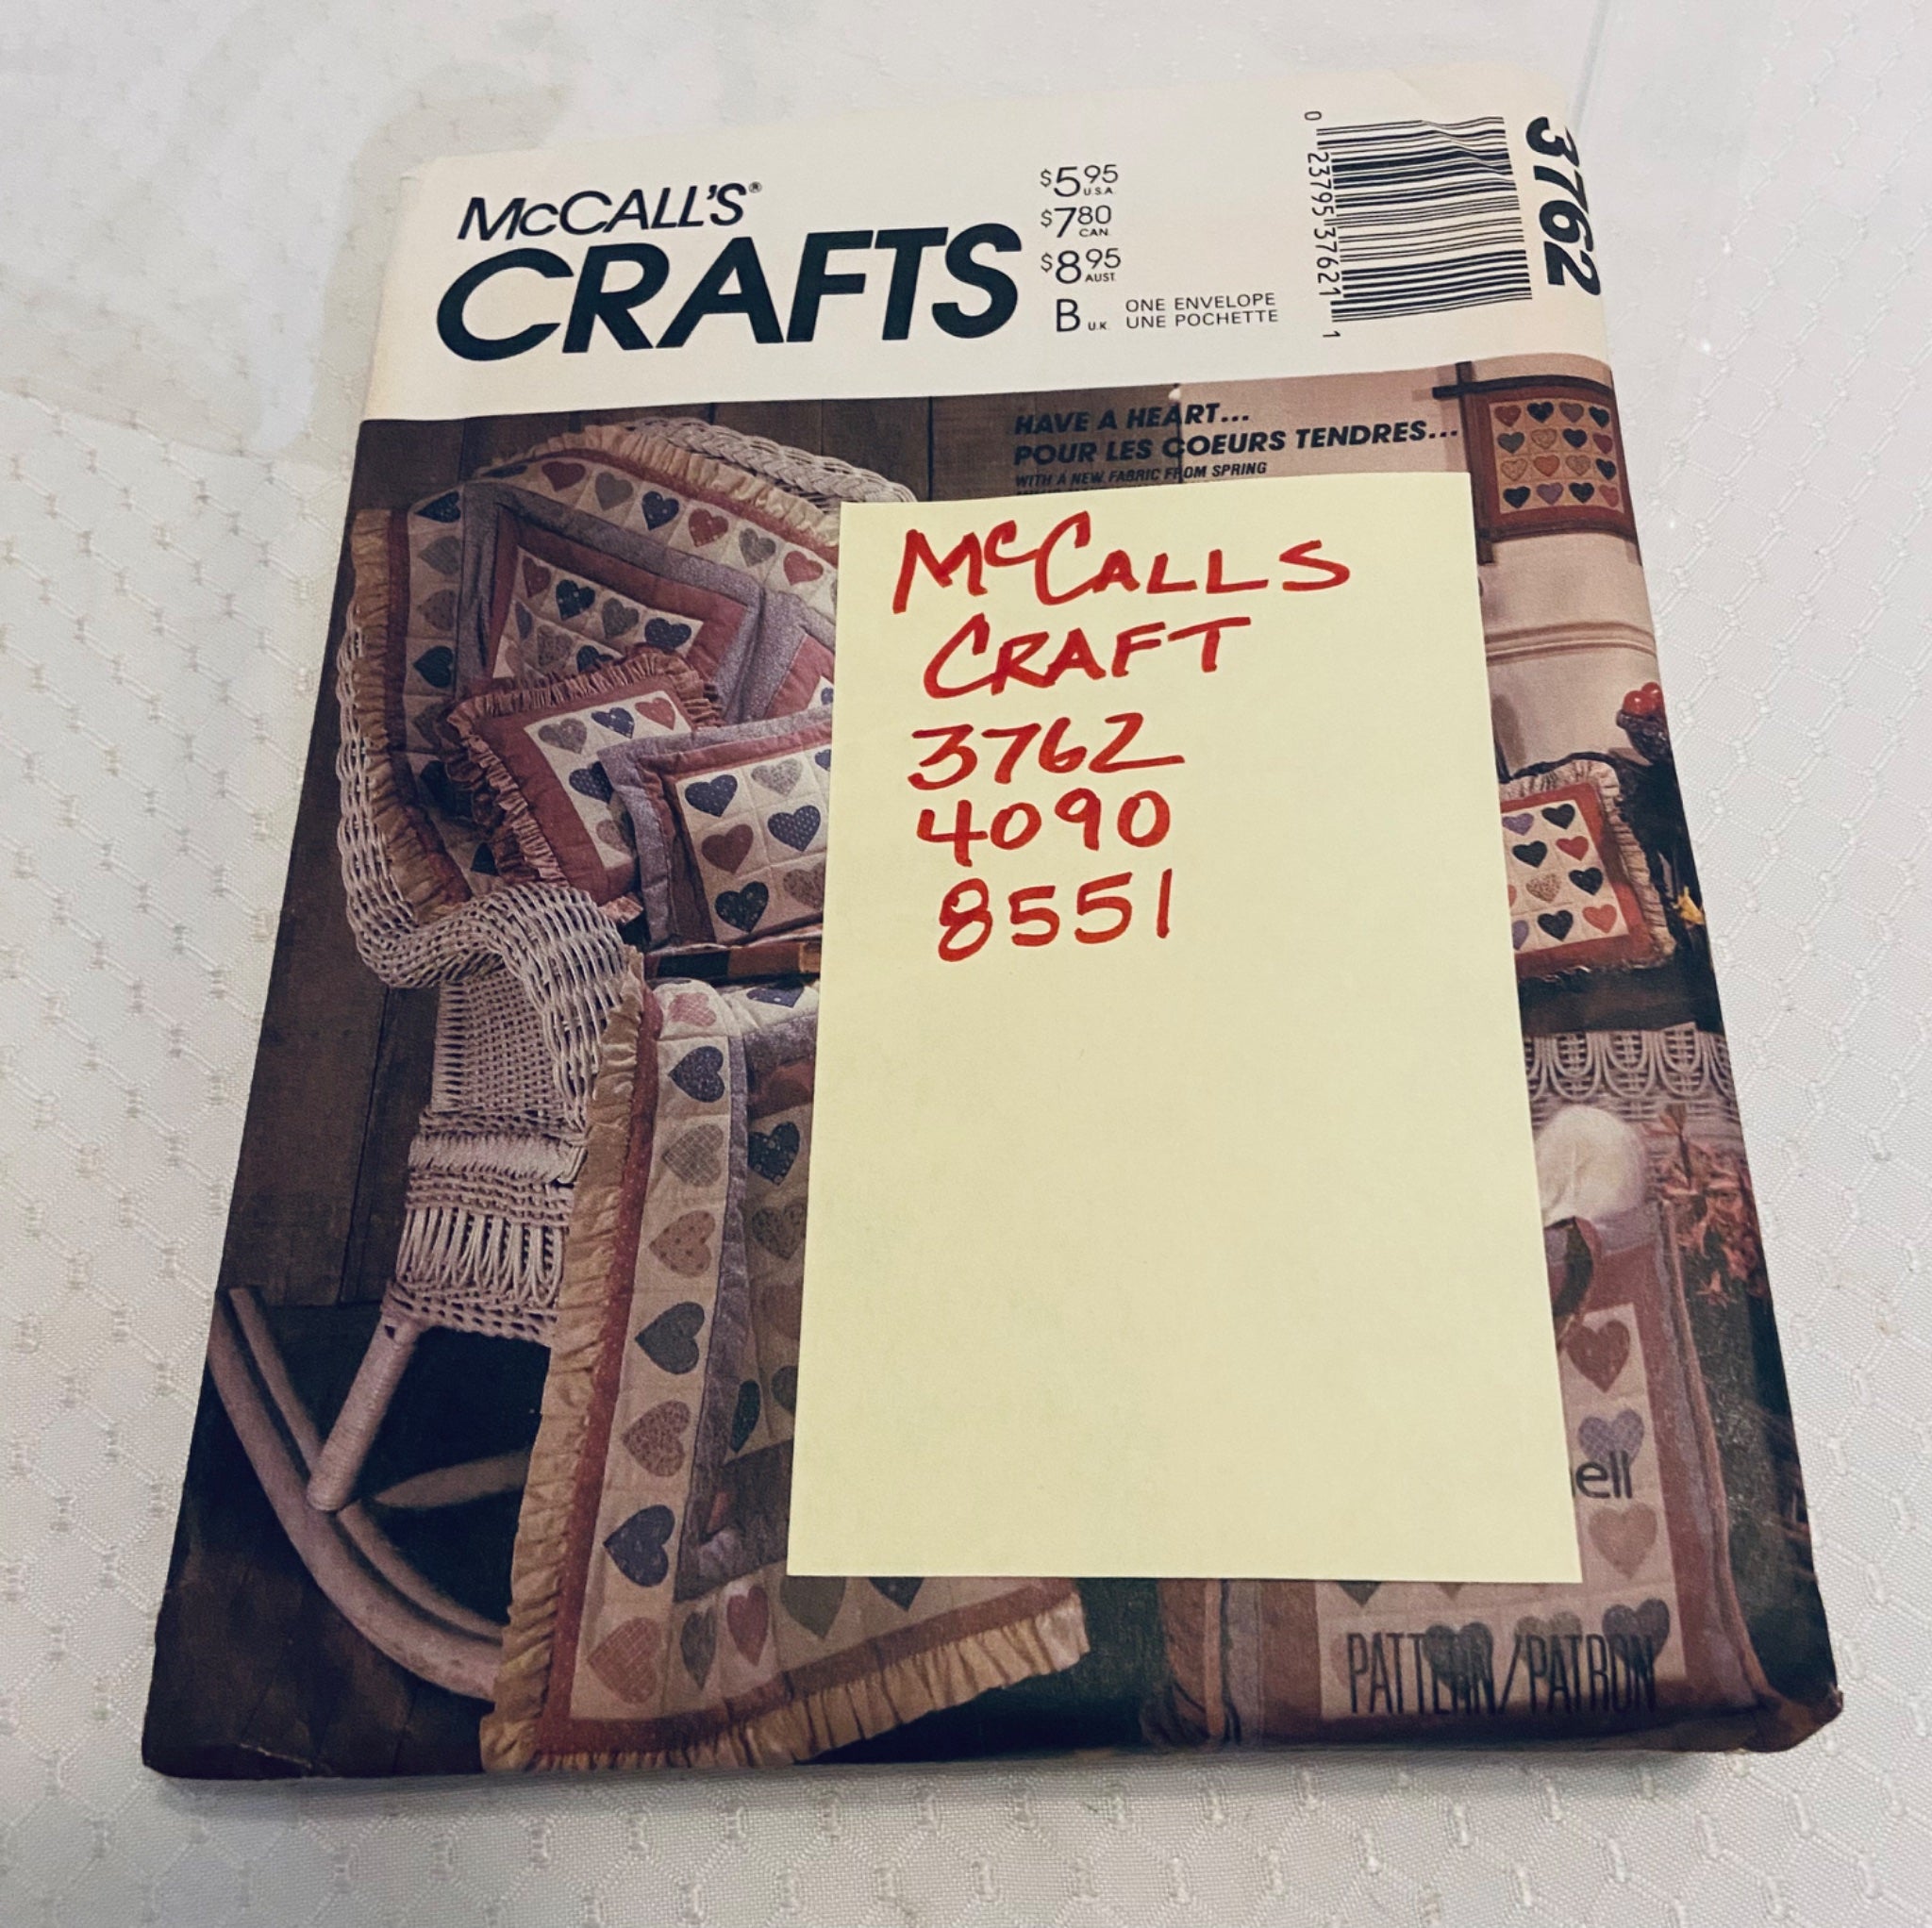 McCALL'S®
CRAFTS
$5.95 U.S.A.
$7.80 CAN.
$8.95 AUST.
B U.K. ONE ENVELOPE
UNE POCHETTE
0 23795 37621 1
3762
HAVE A HEART...
POUR LES COEURS TENDRES...
WITH A NEW FABRIC FROM SPRING
McCALLS
CRAFT
3762
4090
8551
ell
PATTERN/PATRON